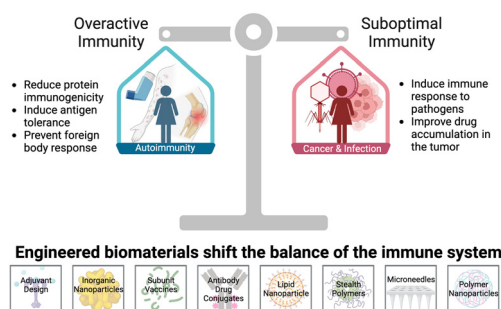 Overactive
Immunity
Suboptimal
Immunity
• Reduce protein
immunogenicity
• Induce antigen
tolerance
• Prevent foreign
body response
Autoimmunity
Cancer & Infection
• Induce immune
response to
pathogens
• Improve drug
accumulation in
the tumor
Engineered biomaterials shift the balance of the immune system
Adjuvant
Design
Inorganic
Nanoparticles
Subunit
Vaccines
Antibody
Drug
Conjugates
Lipid
Nanoparticle
Stealth
Polymers
Microneedles
Polymer
Nanoparticles